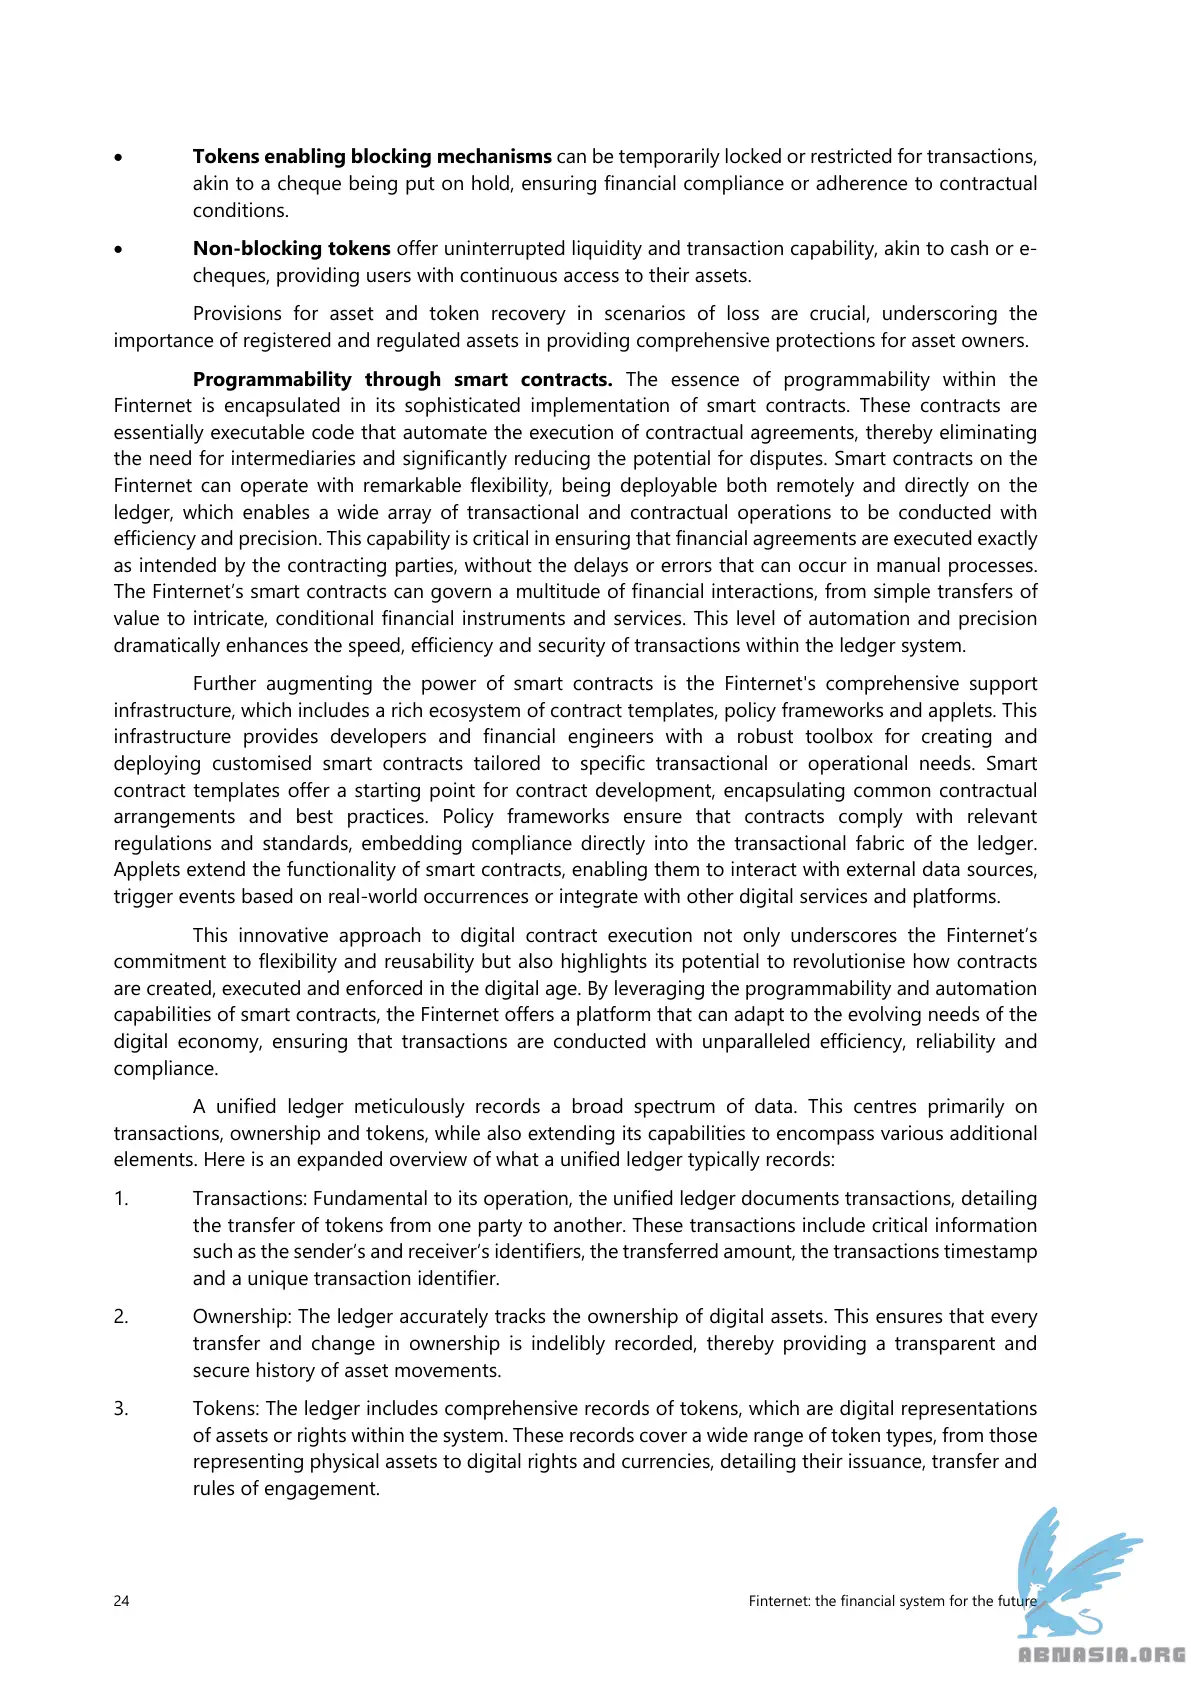 • Tokens enabling blocking mechanisms can be temporarily locked or restricted for transactions,
akin to a cheque being put on hold, ensuring financial compliance or adherence to contractual
conditions.
• Non-blocking tokens offer uninterrupted liquidity and transaction capability, akin to cash or e-
cheques, providing users with continuous access to their assets.
Provisions for asset and token recovery in scenarios of loss are crucial, underscoring the
importance of registered and regulated assets in providing comprehensive protections for asset owners.
Programmability through smart contracts. The essence of programmability within the
Finternet is encapsulated in its sophisticated implementation of smart contracts. These contracts are
essentially executable code that automate the execution of contractual agreements, thereby eliminating
the need for intermediaries and significantly reducing the potential for disputes. Smart contracts on the
Finternet can operate with remarkable flexibility, being deployable both remotely and directly on the
ledger, which enables a wide array of transactional and contractual operations to be conducted with
efficiency and precision. This capability is critical in ensuring that financial agreements are executed exactly
as intended by the contracting parties, without the delays or errors that can occur in manual processes.
The Finternet’s smart contracts can govern a multitude of financial interactions, from simple transfers of
value to intricate, conditional financial instruments and services. This level of automation and precision
dramatically enhances the speed, efficiency and security of transactions within the ledger system.
Further augmenting the power of smart contracts is the Finternet's comprehensive support
infrastructure, which includes a rich ecosystem of contract templates, policy frameworks and applets. This
infrastructure provides developers and financial engineers with a robust toolbox for creating and
deploying customised smart contracts tailored to specific transactional or operational needs. Smart
contract templates offer a starting point for contract development, encapsulating common contractual
arrangements and best practices. Policy frameworks ensure that contracts comply with relevant
regulations and standards, embedding compliance directly into the transactional fabric of the ledger.
Applets extend the functionality of smart contracts, enabling them to interact with external data sources,
trigger events based on real-world occurrences or integrate with other digital services and platforms.
This innovative approach to digital contract execution not only underscores the Finternet’s
commitment to flexibility and reusability but also highlights its potential to revolutionise how contracts
are created, executed and enforced in the digital age. By leveraging the programmability and automation
capabilities of smart contracts, the Finternet offers a platform that can adapt to the evolving needs of the
digital economy, ensuring that transactions are conducted with unparalleled efficiency, reliability and
compliance.
A unified ledger meticulously records a broad spectrum of data. This centres primarily on
transactions, ownership and tokens, while also extending its capabilities to encompass various additional
elements. Here is an expanded overview of what a unified ledger typically records:
1. Transactions: Fundamental to its operation, the unified ledger documents transactions, detailing
the transfer of tokens from one party to another. These transactions include critical information
such as the sender’s and receiver’s identifiers, the transferred amount, the transactions timestamp
and a unique transaction identifier.
2. Ownership: The ledger accurately tracks the ownership of digital assets. This ensures that every
transfer and change in ownership is indelibly recorded, thereby providing a transparent and
secure history of asset movements.
3. Tokens: The ledger includes comprehensive records of tokens, which are digital representations
of assets or rights within the system. These records cover a wide range of token types, from those
representing physical assets to digital rights and currencies, detailing their issuance, transfer and
rules of engagement.
24 Finternet: the financial system for the future
ABNASIA.ORG